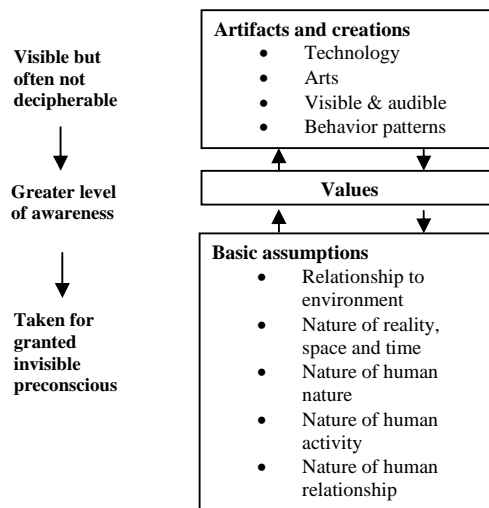 Visible but
often not
decipherable
Greater level
of awareness
Taken for
granted
invisible
preconscious
Artifacts and creations
• Technology
• Arts
• Visible & audible
• Behavior patterns
Values
Basic assumptions
• Relationship to
environment
• Nature of reality,
space and time
• Nature of human
nature
• Nature of human
activity
• Nature of human
relationship